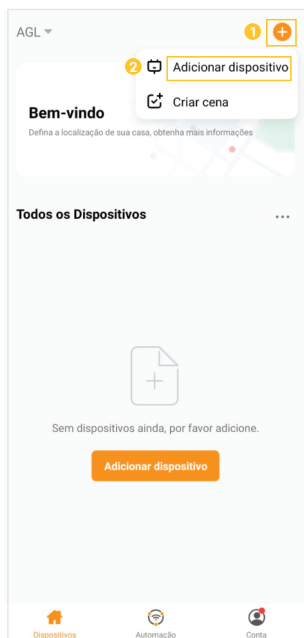 AGL
1
2 Adicionar dispositivo
Criar cena
Bem-vindo
Defina a localização de sua casa, obtenha mais informações
Todos os Dispositivos
...
Sem dispositivos ainda, por favor adicione.
Adicionar dispositivo
Dispositivos Automação Conta